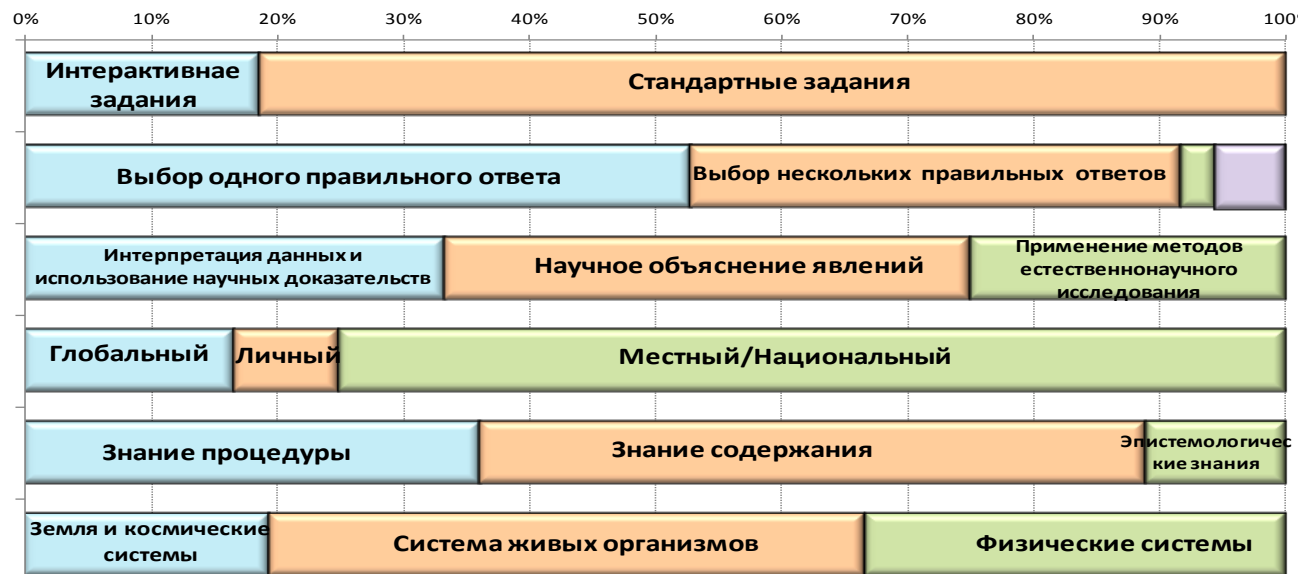 0% 10% 20% 30% 40% 50% 60% 70% 80% 90% 100%
Интерактивнае
задания
Стандартные задания
Выбор одного правильного ответа
Выбор нескольких правильных ответов
Интерпретация данных и
использование научных доказательств
Научное объяснение явлений
Применение методов
естественнонаучного
исследования
Глобальный
Личный
Местный/Национальный
Знание процедуры
Знание содержания
Эпистемологичес
кие знания
Земля и космические
системы
Система живых организмов
Физические системы